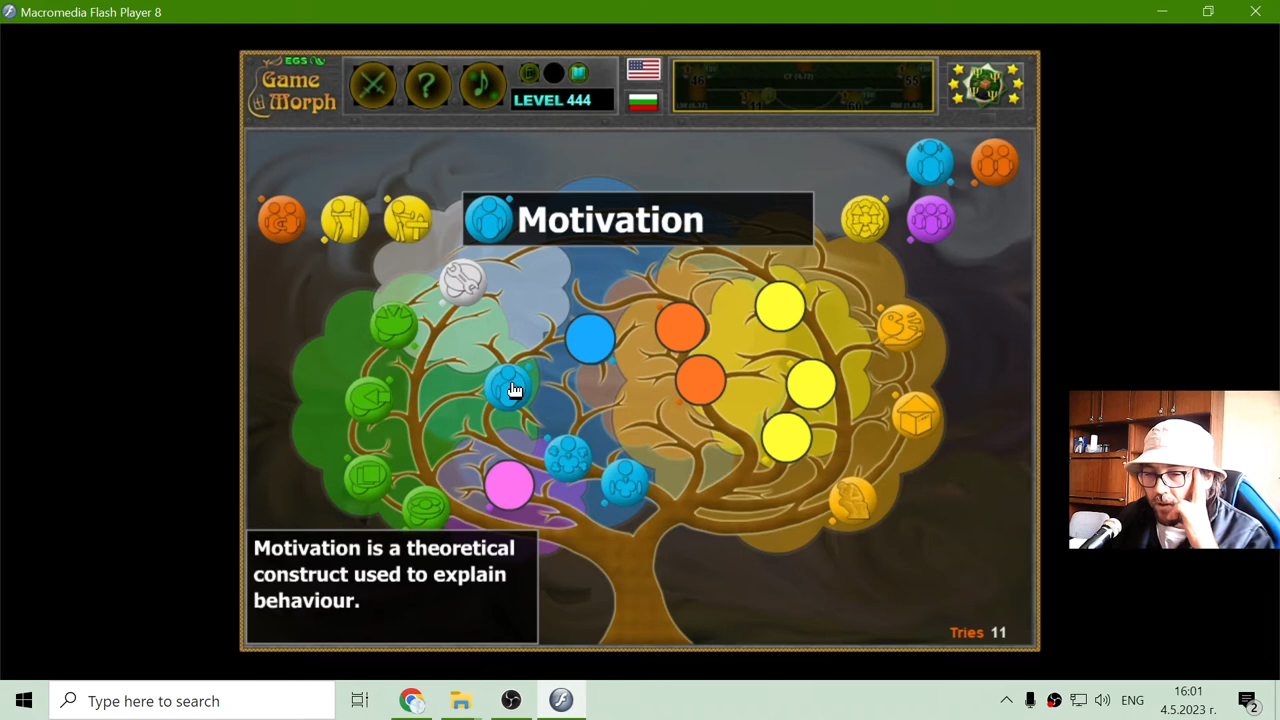 Macromedia Flash Player 8
EGS
Game
Morph
LEVEL 444
Motivation
Motivation is a theoretical
construct used to explain
behaviour.
Tries 11
Type here to search
ENG
16:01
4.5.2023 г.
2